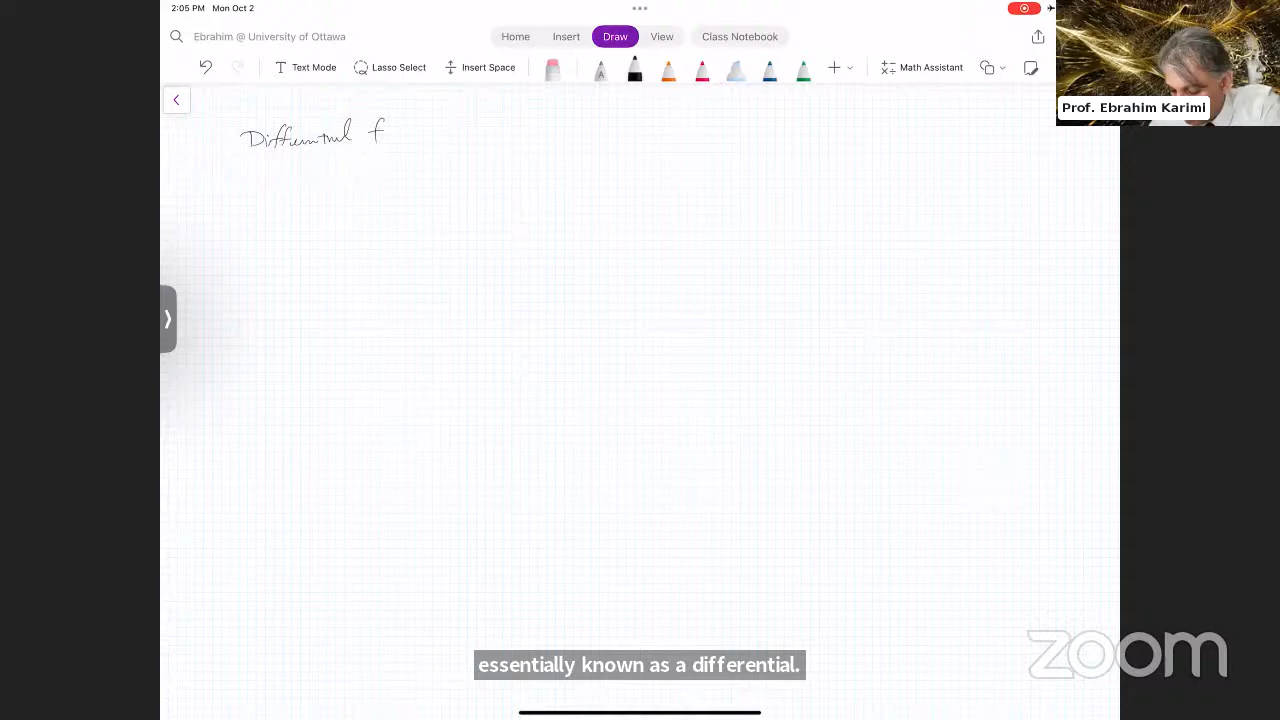 2:05 PM Mon Oct 2
Ebrahim @ University of Ottawa
Home Insert Draw View Class Notebook
Text Mode Lasso Select Insert Space A Math Assistant
Prof. Ebrahim Karimi
Differential f
essentially known as a differential.
zoom